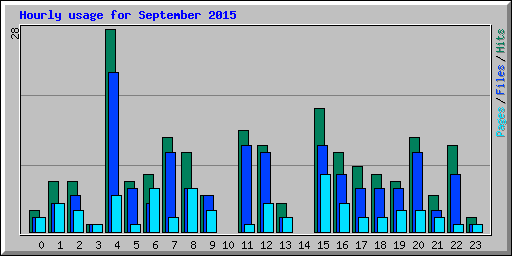 Hourly usage for September 2015
28
Pages/Files/Hits
0 1 2 3 4 5 6 7 8 9 10 11 12 13 14 15 16 17 18 19 20 21 22 23